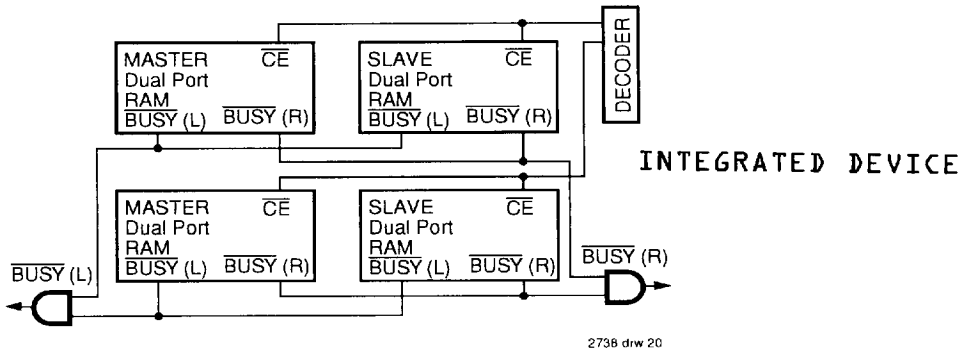 MASTER CE
Dual Port
RAM
BUSY (L) BUSY (R)
SLAVE CE
Dual Port
RAM
BUSY (L) BUSY (R)
DECODER
INTEGRATED DEVICE
MASTER CE
Dual Port
RAM
BUSY (L) BUSY (R)
SLAVE CE
Dual Port
RAM
BUSY (L) BUSY (R)
BUSY (L)
BUSY (R)
2738 drw 20